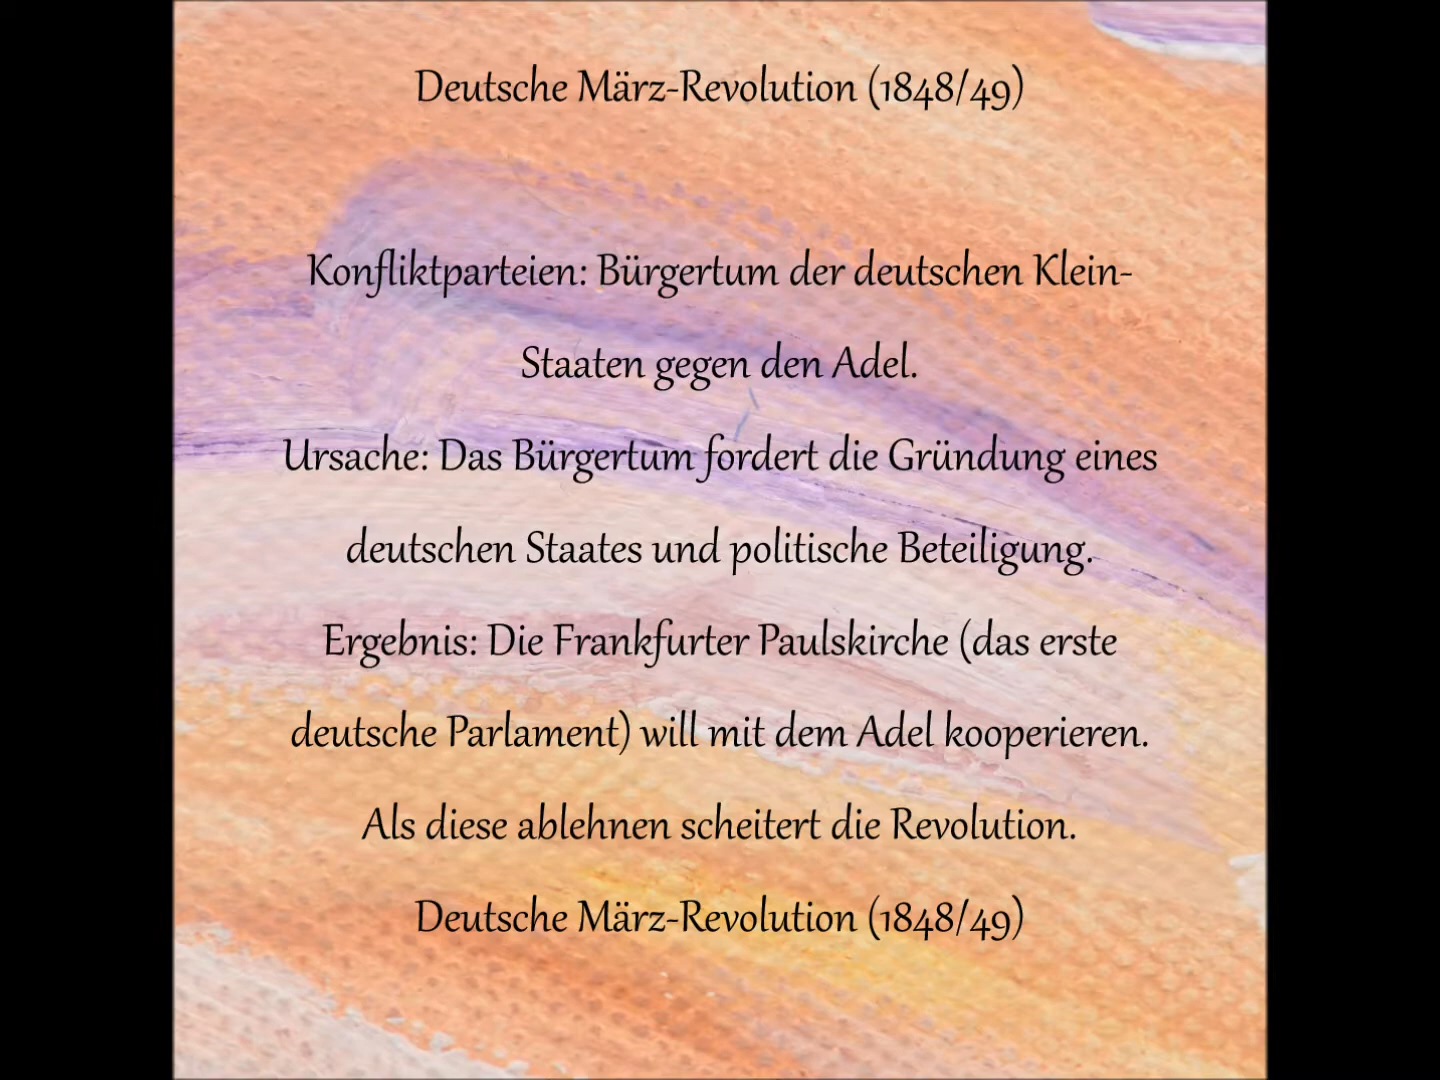 Deutsche März-Revolution (1848/49)
Konfliktparteien: Bürgertum der deutschen Klein-
Staaten gegen den Adel.
Ursache: Das Bürgertum fordert die Gründung eines
deutschen Staates und politische Beteiligung.
Ergebnis: Die Frankfurter Paulskirche (das erste
deutsche Parlament) will mit dem Adel kooperieren.
Als diese ablehnen scheitert die Revolution.
Deutsche März-Revolution (1848/49)